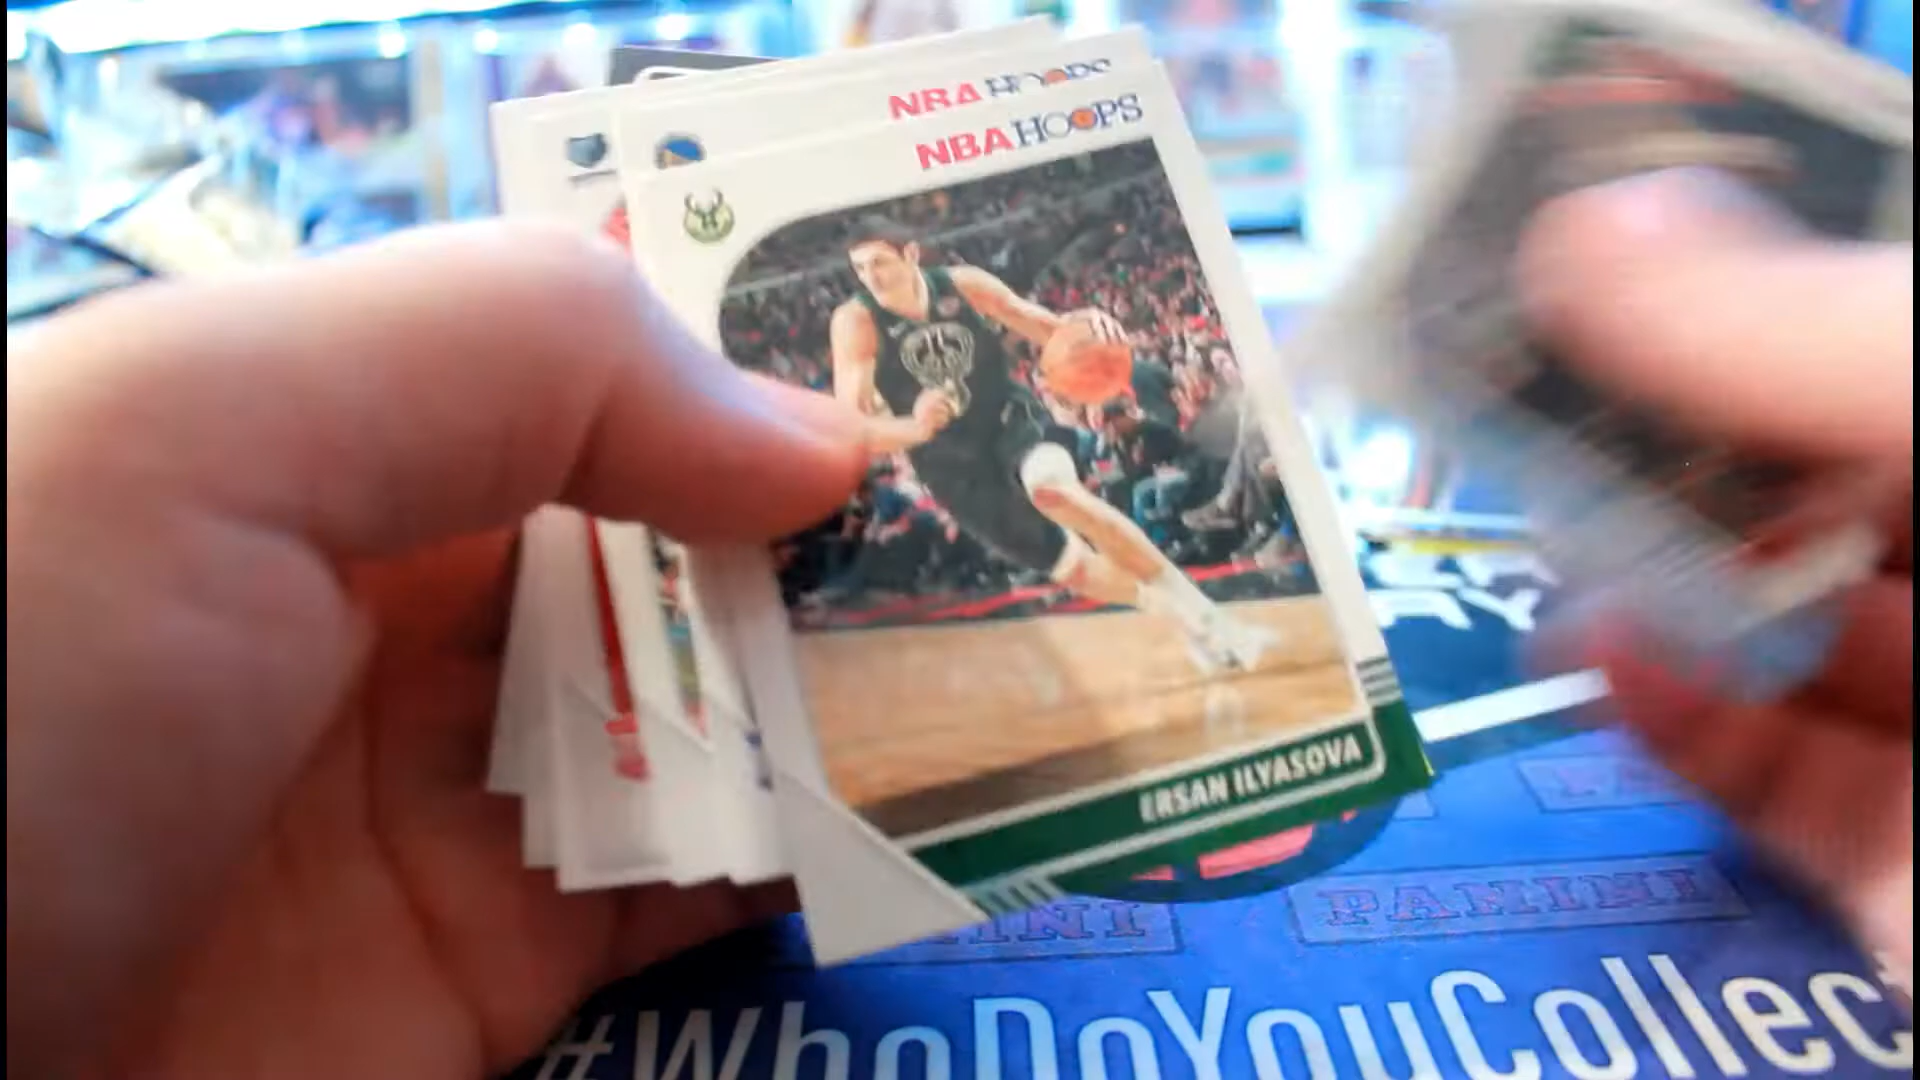 NBA HOOPS
NBA HOOPS
ERSAN ILYASOVA
PANINI
#WhoDoYouCollect